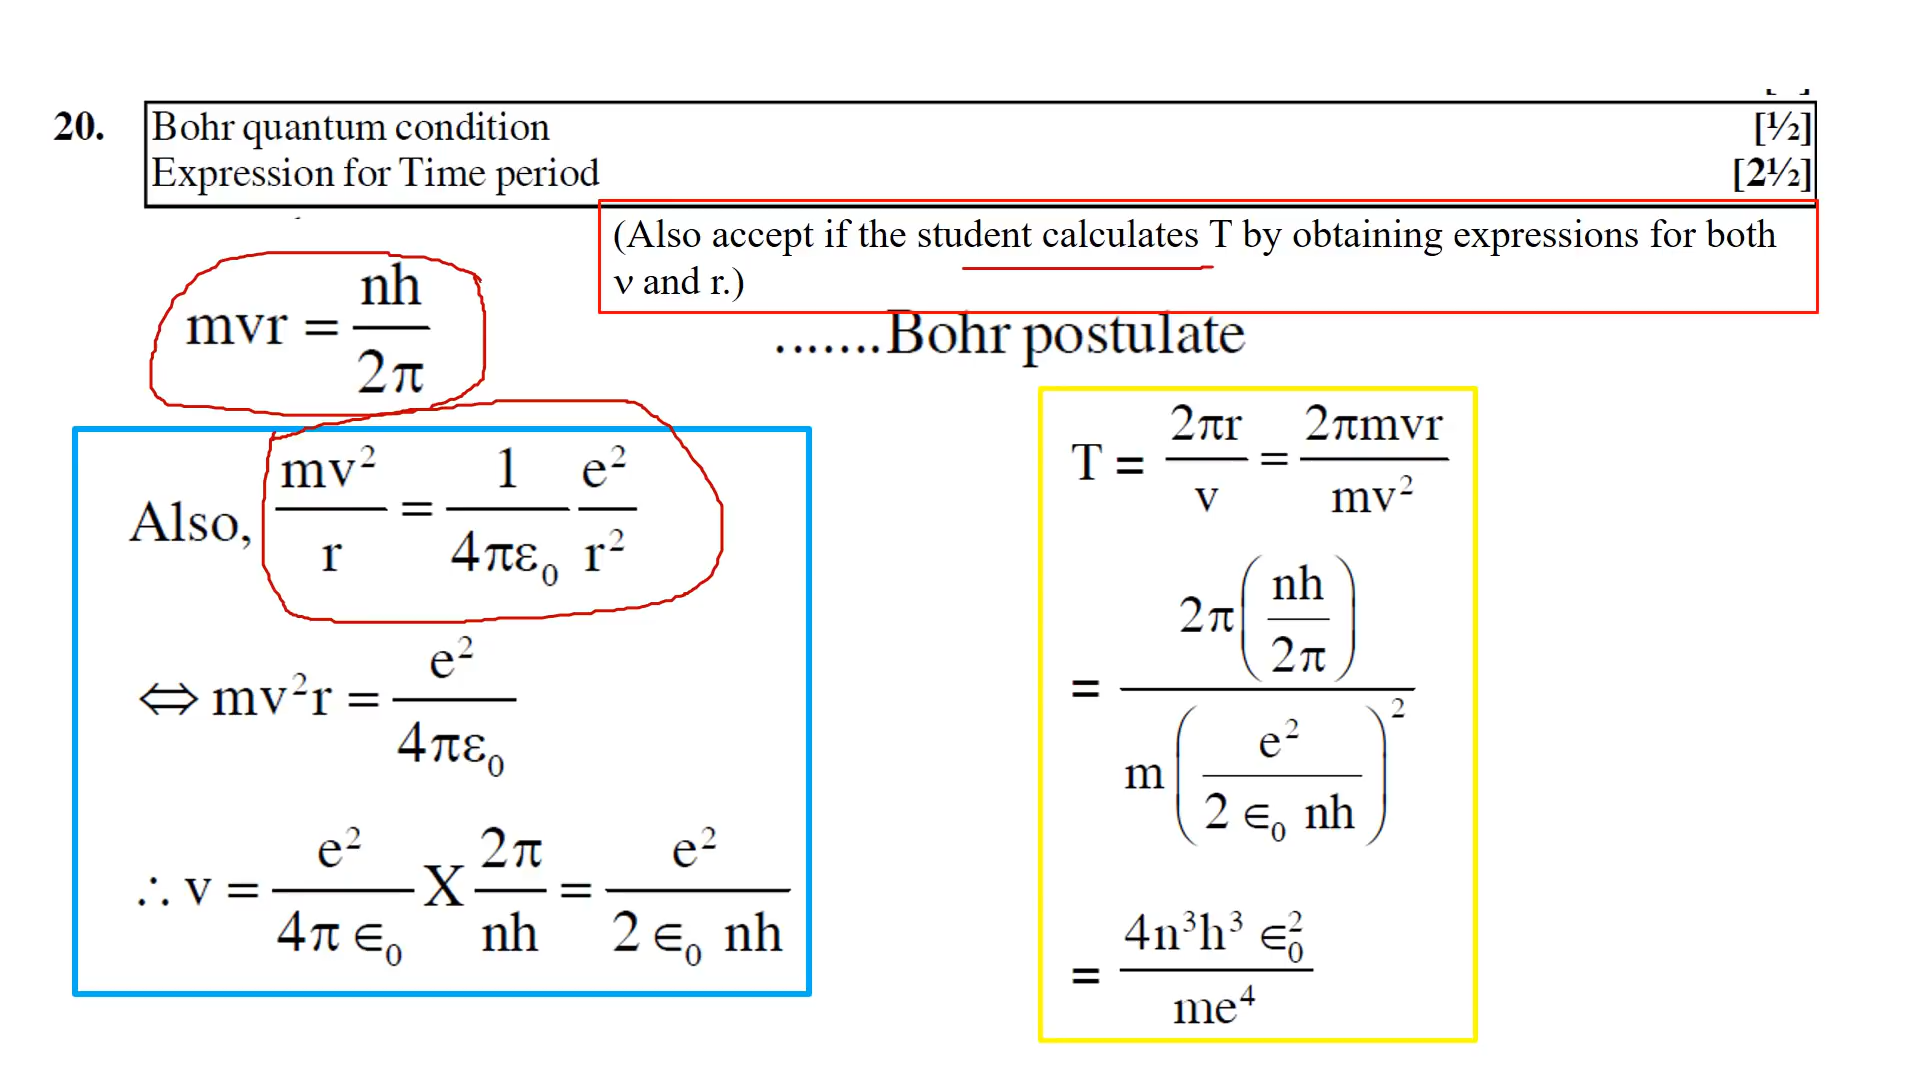 20.
Bohr quantum condition [½]
Expression for Time period [2½]
(Also accept if the student calculates T by obtaining expressions for both
ν and r.)
mvr = nh/2π .......Bohr postulate
Also, mv²/r = 1/4πε₀ e²/r²
⇔ mv²r = e²/4πε₀
∴ v = e²/4π∈₀ X 2π/nh = e²/2∈₀ nh
T = 2πr/v = 2πmvr/mv²
= 2π(nh/2π)/m(e²/2∈₀ nh)²
= 4n³h³∈₀²/me⁴